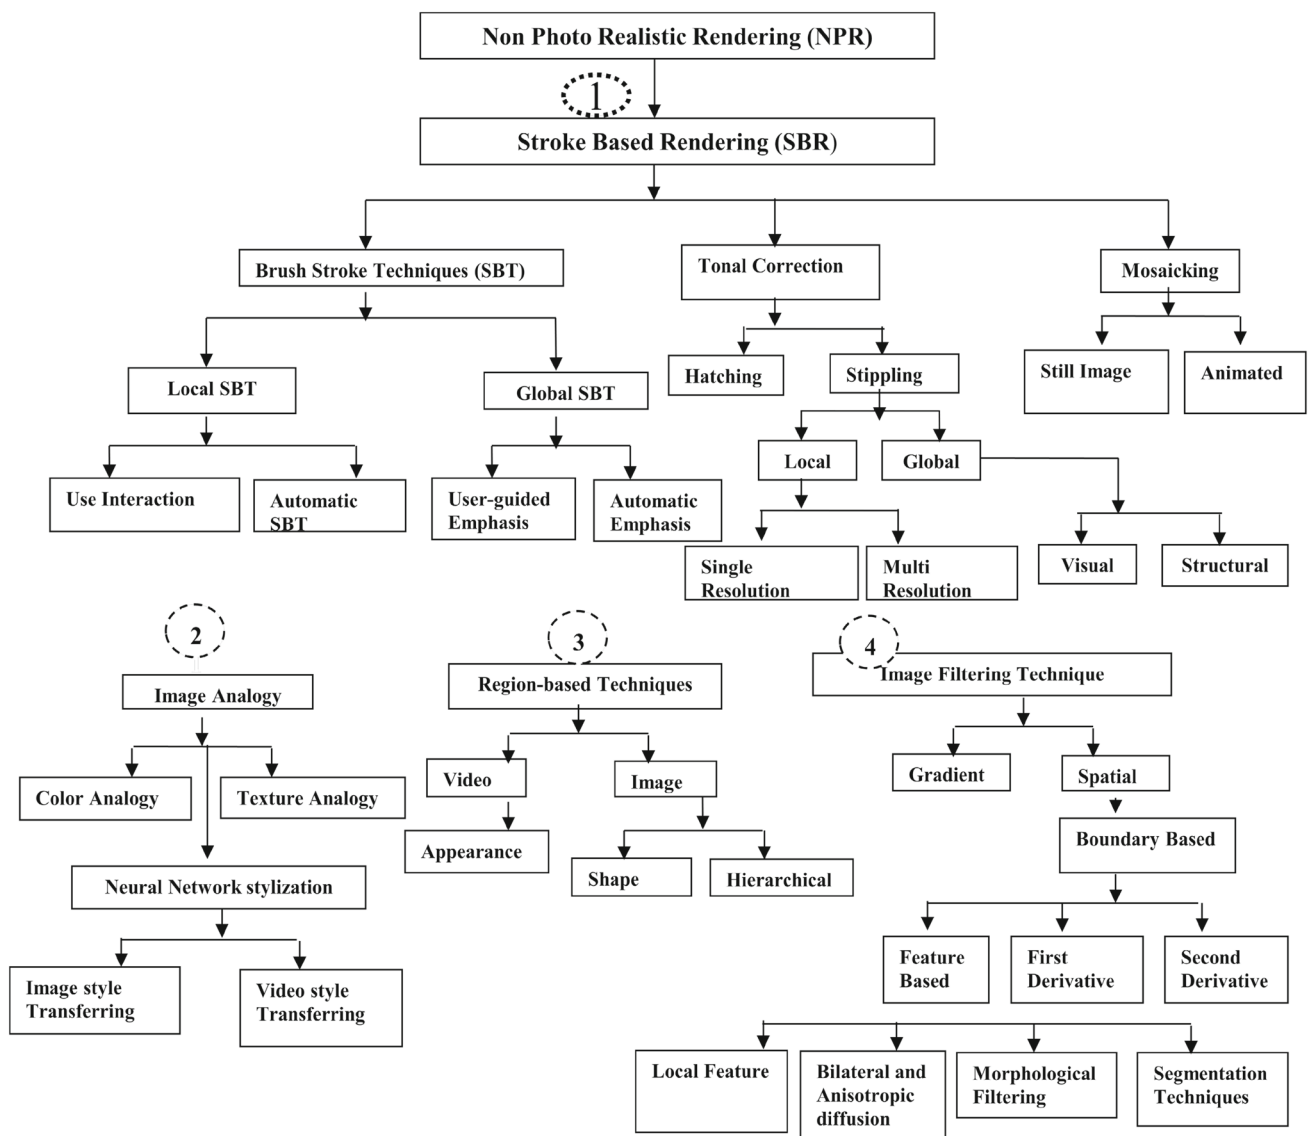 Non Photo Realistic Rendering (NPR)
1
Stroke Based Rendering (SBR)
Brush Stroke Techniques (SBT)
Tonal Correction
Mosaicking
Hatching
Stippling
Still Image
Animated
Local SBT
Global SBT
Local
Global
Use Interaction
Automatic
SBT
User-guided
Emphasis
Automatic
Emphasis
Single
Resolution
Multi
Resolution
Visual
Structural
2
Image Analogy
Color Analogy
Texture Analogy
Neural Network stylization
Image style
Transferring
Video style
Transferring
3
Region-based Techniques
Video
Image
Appearance
Shape
Hierarchical
4
Image Filtering Technique
Gradient
Spatial
Boundary Based
Feature
Based
First
Derivative
Second
Derivative
Local Feature
Bilateral and
Anisotropic
diffusion
Morphological
Filtering
Segmentation
Techniques